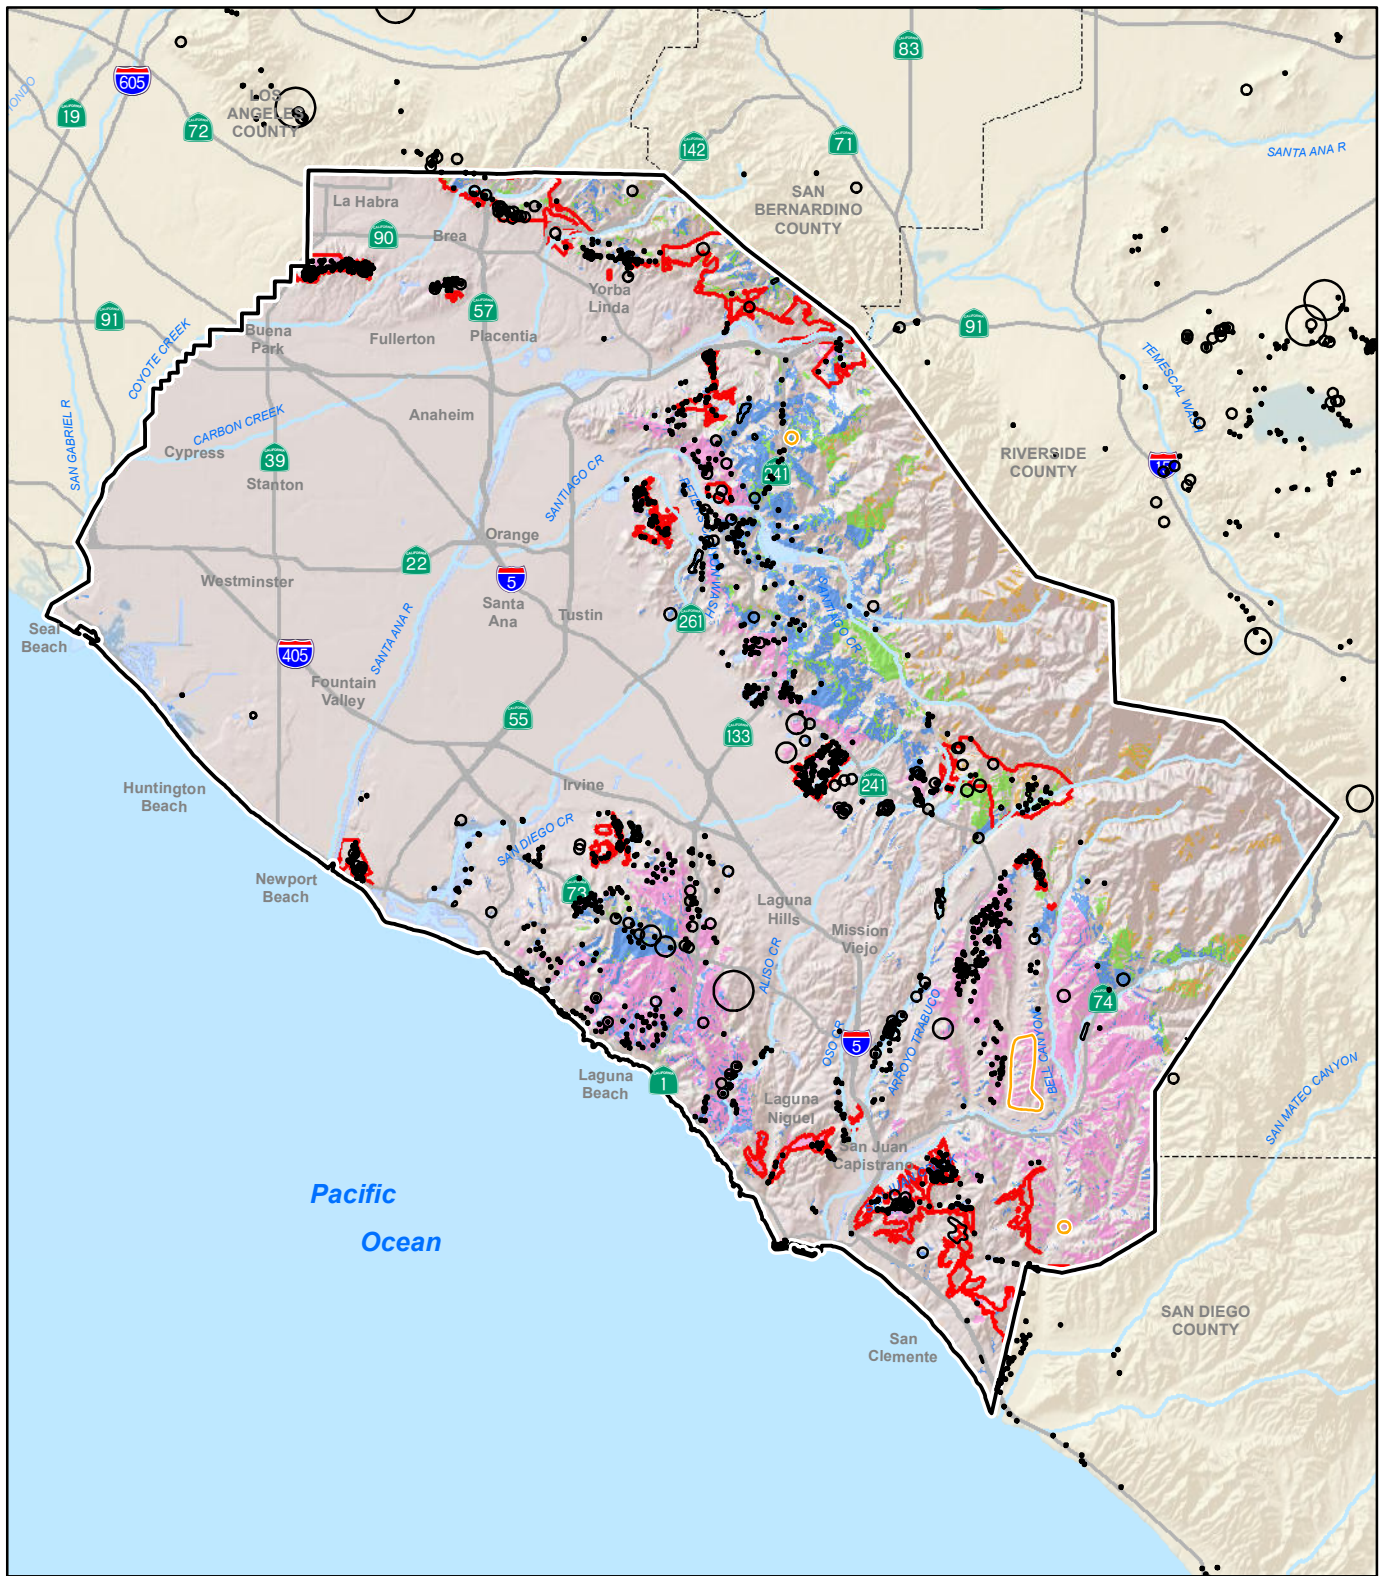 83
605
LOS
ANGELES
COUNTY
19
72
142
71
SANTA ANA R
SAN
BERNARDINO
COUNTY
La Habra
90
Brea
Yorba
Linda
57
91
Buena
Park
Fullerton
Placentia
91
COYOTE CREEK
TEMESCAL WASH
SAN GABRIEL R
CARBON CREEK
Anaheim
Cypress
39
Stanton
SANTIAGO CR
241
RIVERSIDE
COUNTY
Orange
22
Westminster
5
Santa
Ana
Tustin
261
SANTIAGO CR
SANTA ANA R
Seal
Beach
405
Fountain
Valley
55
133
Huntington
Beach
Irvine
241
SAN DIEGO CR
Newport
Beach
73
Laguna
Hills
Mission
Viejo
ALISO CR
74
OSO CR
5
ARROYO TRABUCO
BELL CANYON
Laguna
Beach
1
Laguna
Niguel
SAN MATEO CANYON
San Juan
Capistrano
Pacific
Ocean
San
Clemente
SAN DIEGO
COUNTY